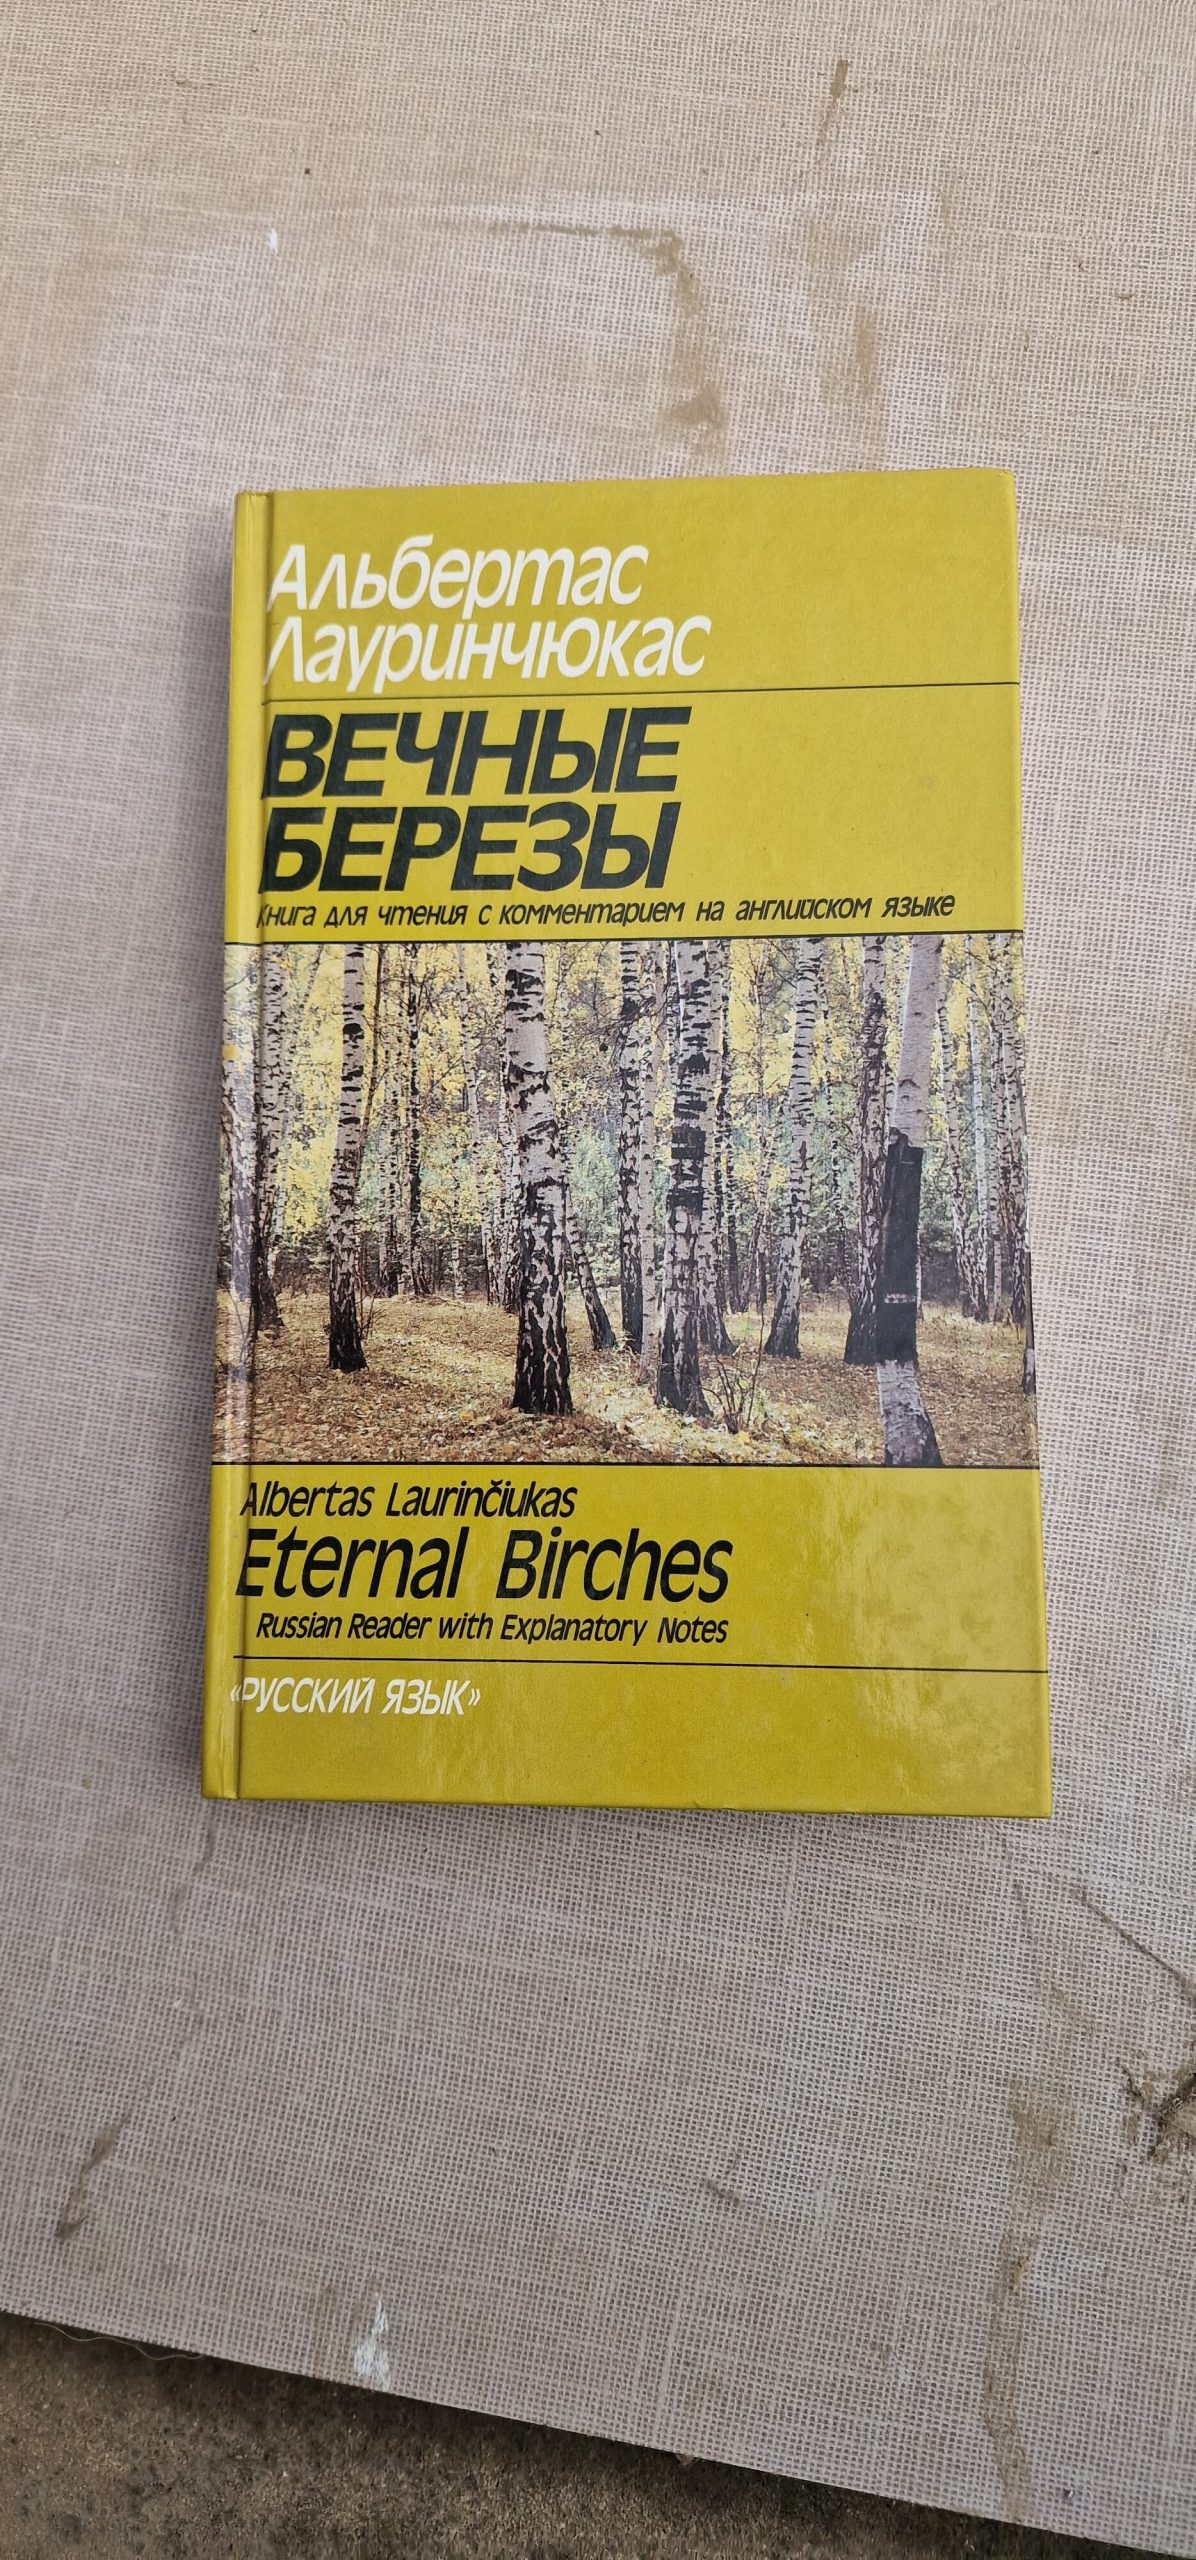 Альбертас
Лауринчюкас
ВЕЧНЫЕ
БЕРЕЗЫ
Книга для чтения с комментарием на английском языке
Albertas Laurinčiukas
Eternal Birches
Russian Reader with Explanatory Notes
«РУССКИЙ ЯЗЫК»